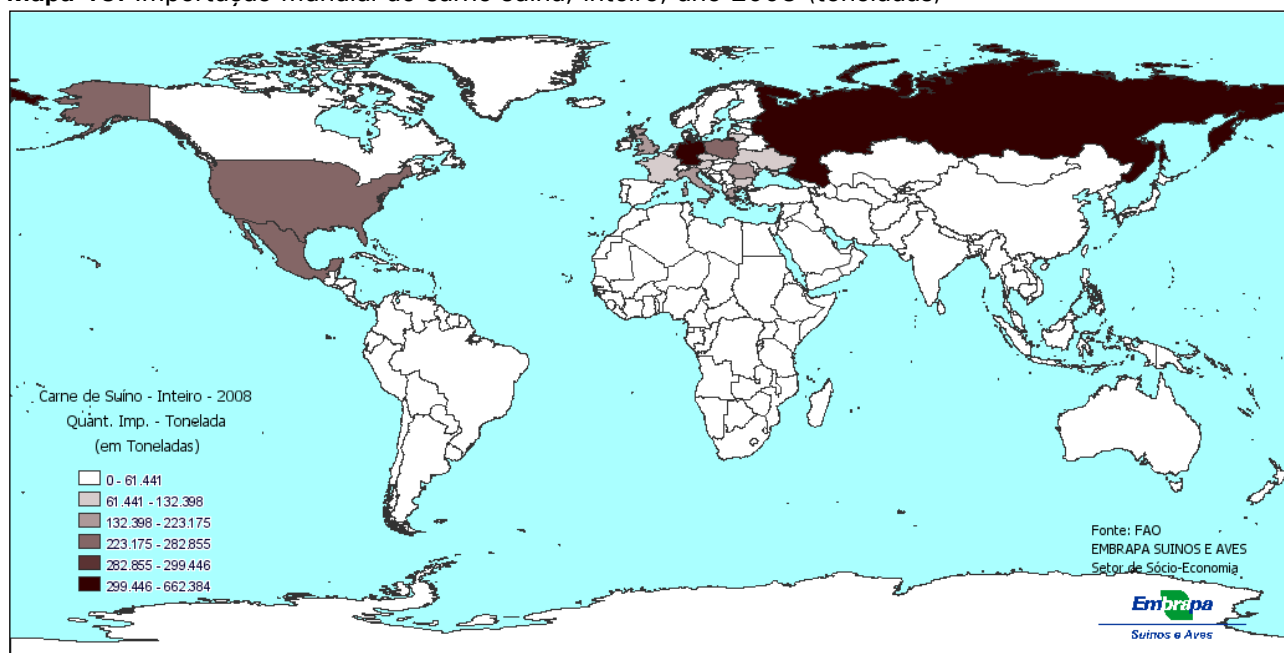 Carne de Suíno - Inteiro - 2008
Quant. Imp. - Tonelada
(em Toneladas)
0 - 61.441
61.441 - 132.398
132.398 - 223.175
223.175 - 282.855
282.855 - 299.446
299.446 - 662.384
Fonte: FAO
EMBRAPA SUINOS E AVES
Setor de Sócio-Economia
Embrapa
Suínos e Aves